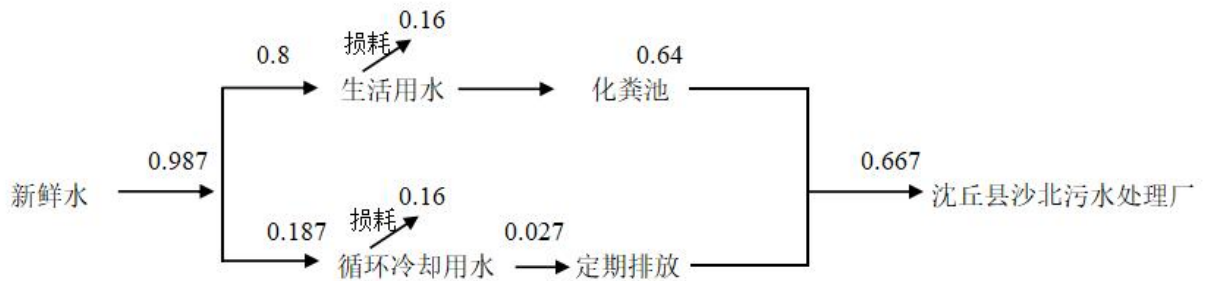 0.16
0.8 损耗 0.64
生活用水 化粪池
0.987 0.667
新鲜水 沈丘县沙北污水处理厂
0.16
0.187 损耗 0.027
循环冷却用水 定期排放